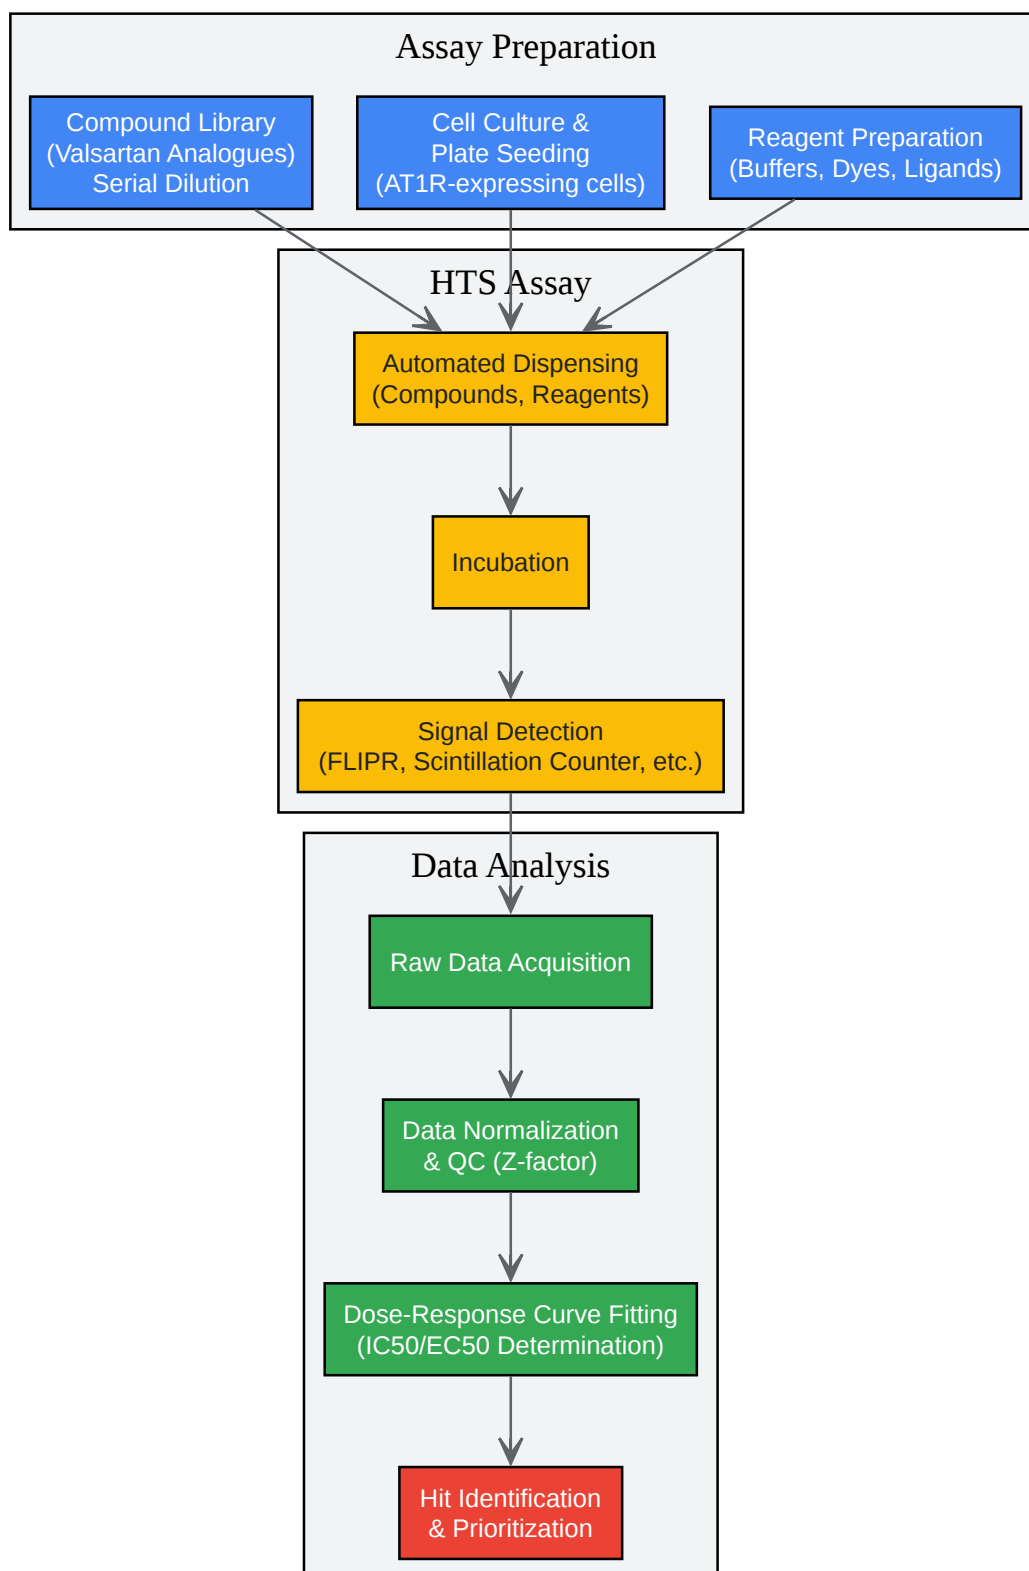 Assay Preparation
Compound Library
(Valsartan Analogues)
Serial Dilution
Cell Culture &
Plate Seeding
(AT1R-expressing cells)
Reagent Preparation
(Buffers, Dyes, Ligands)
HTS Assay
Automated Dispensing
(Compounds, Reagents)
Incubation
Signal Detection
(FLIPR, Scintillation Counter, etc.)
Data Analysis
Raw Data Acquisition
Data Normalization
& QC (Z-factor)
Dose-Response Curve Fitting
(IC50/EC50 Determination)
Hit Identification
& Prioritization